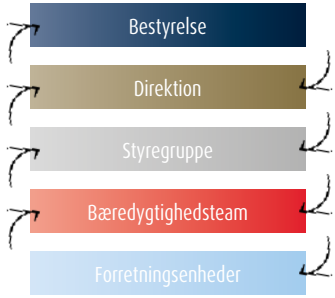 Bestyrelse
Direktion
Styregruppe
Bæredygtighedsteam
Forretningsenheder